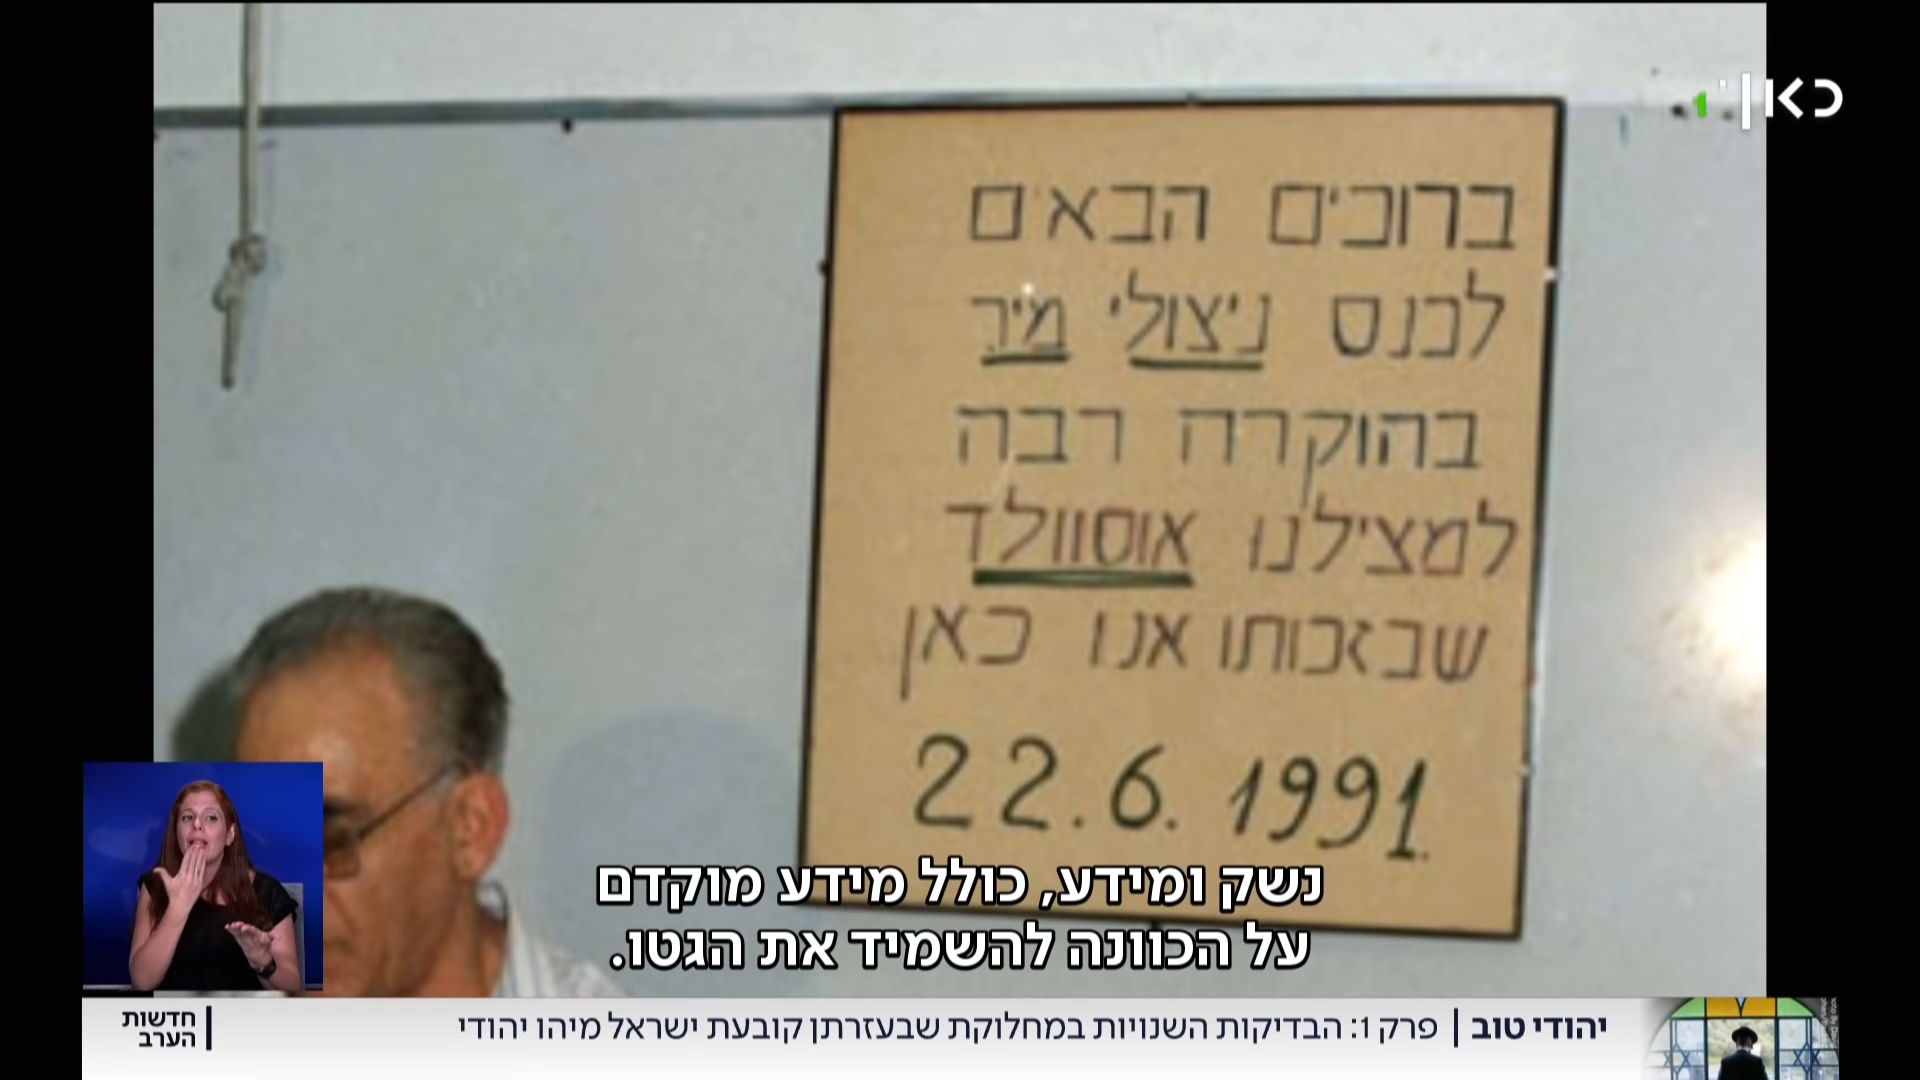 כאן 1
ברוכים הבאים
לכנס ניצולי מיר
בהוקרה רבה
למצילנו אוסוולד
שבזכותו אנו כאן
22.6.1991.
נשק ומידע, כולל מידע מוקדם
על הכוונה להשמיד את הגטו.
יהודי טוב | פרק 1: הבדיקות השנויות במחלוקת שבעזרתן קובעת ישראל מיהו יהודי
חדשות
הערב